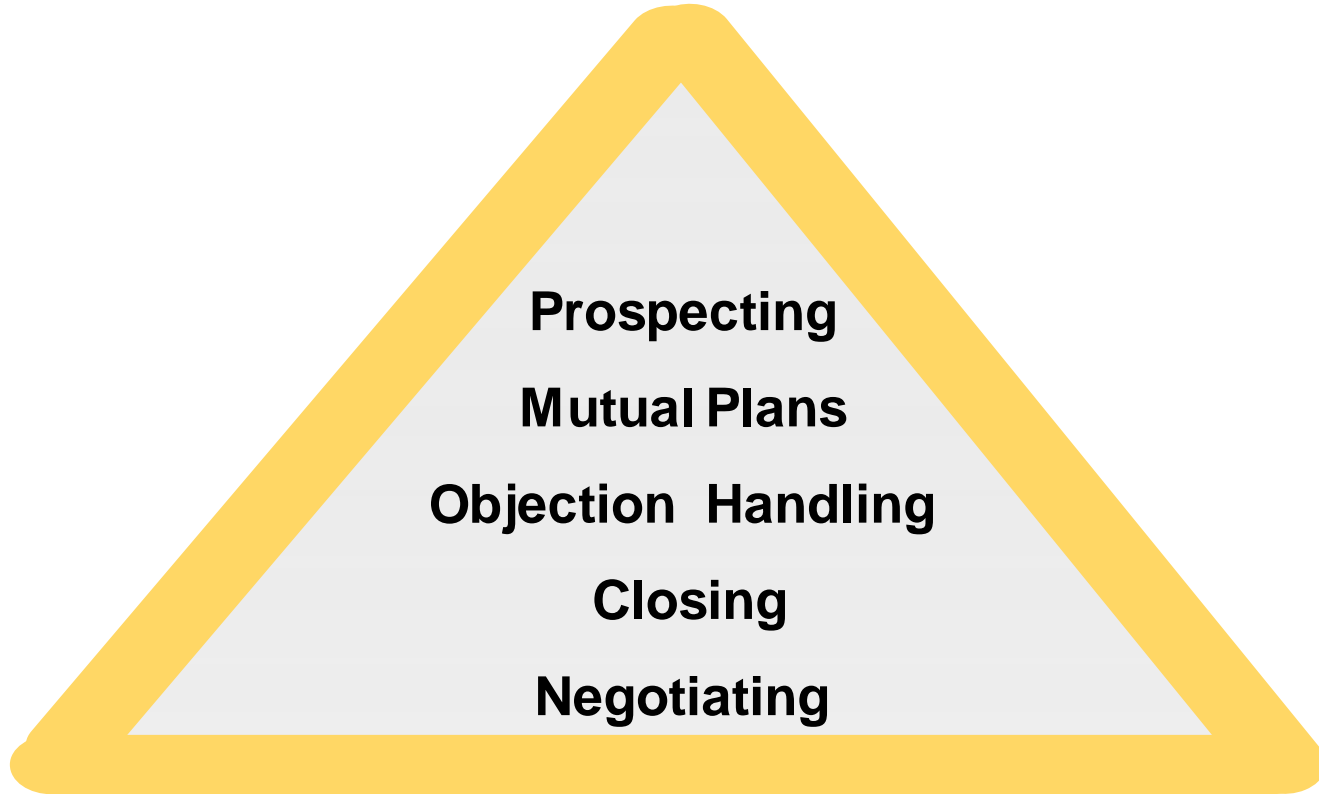 Prospecting
Mutual Plans
Objection Handling
Closing
Negotiating